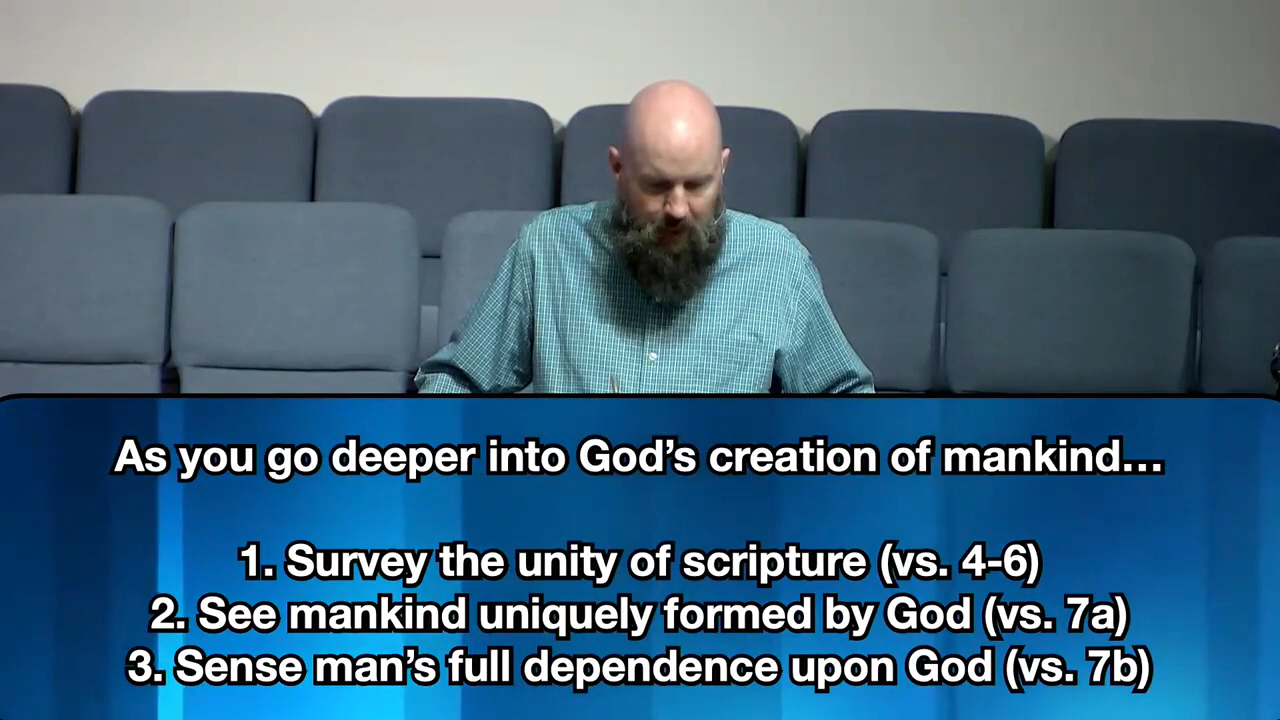 As you go deeper into God’s creation of mankind…
1. Survey the unity of scripture (vs. 4-6)
2. See mankind uniquely formed by God (vs. 7a)
3. Sense man’s full dependence upon God (vs. 7b)